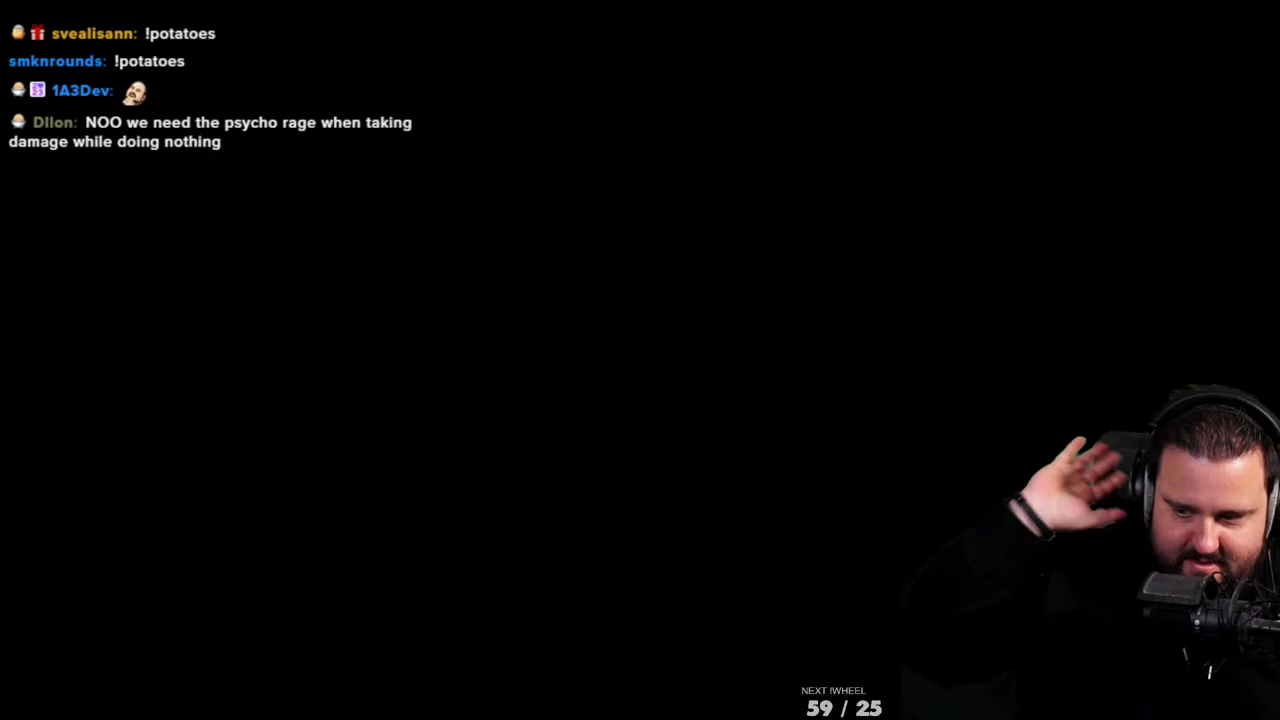 svealisann: !potatoes
smknrounds: !potatoes
1A3Dev:
Dllon: NOO we need the psycho rage when taking
damage while doing nothing
NEXT !WHEEL
59 / 25